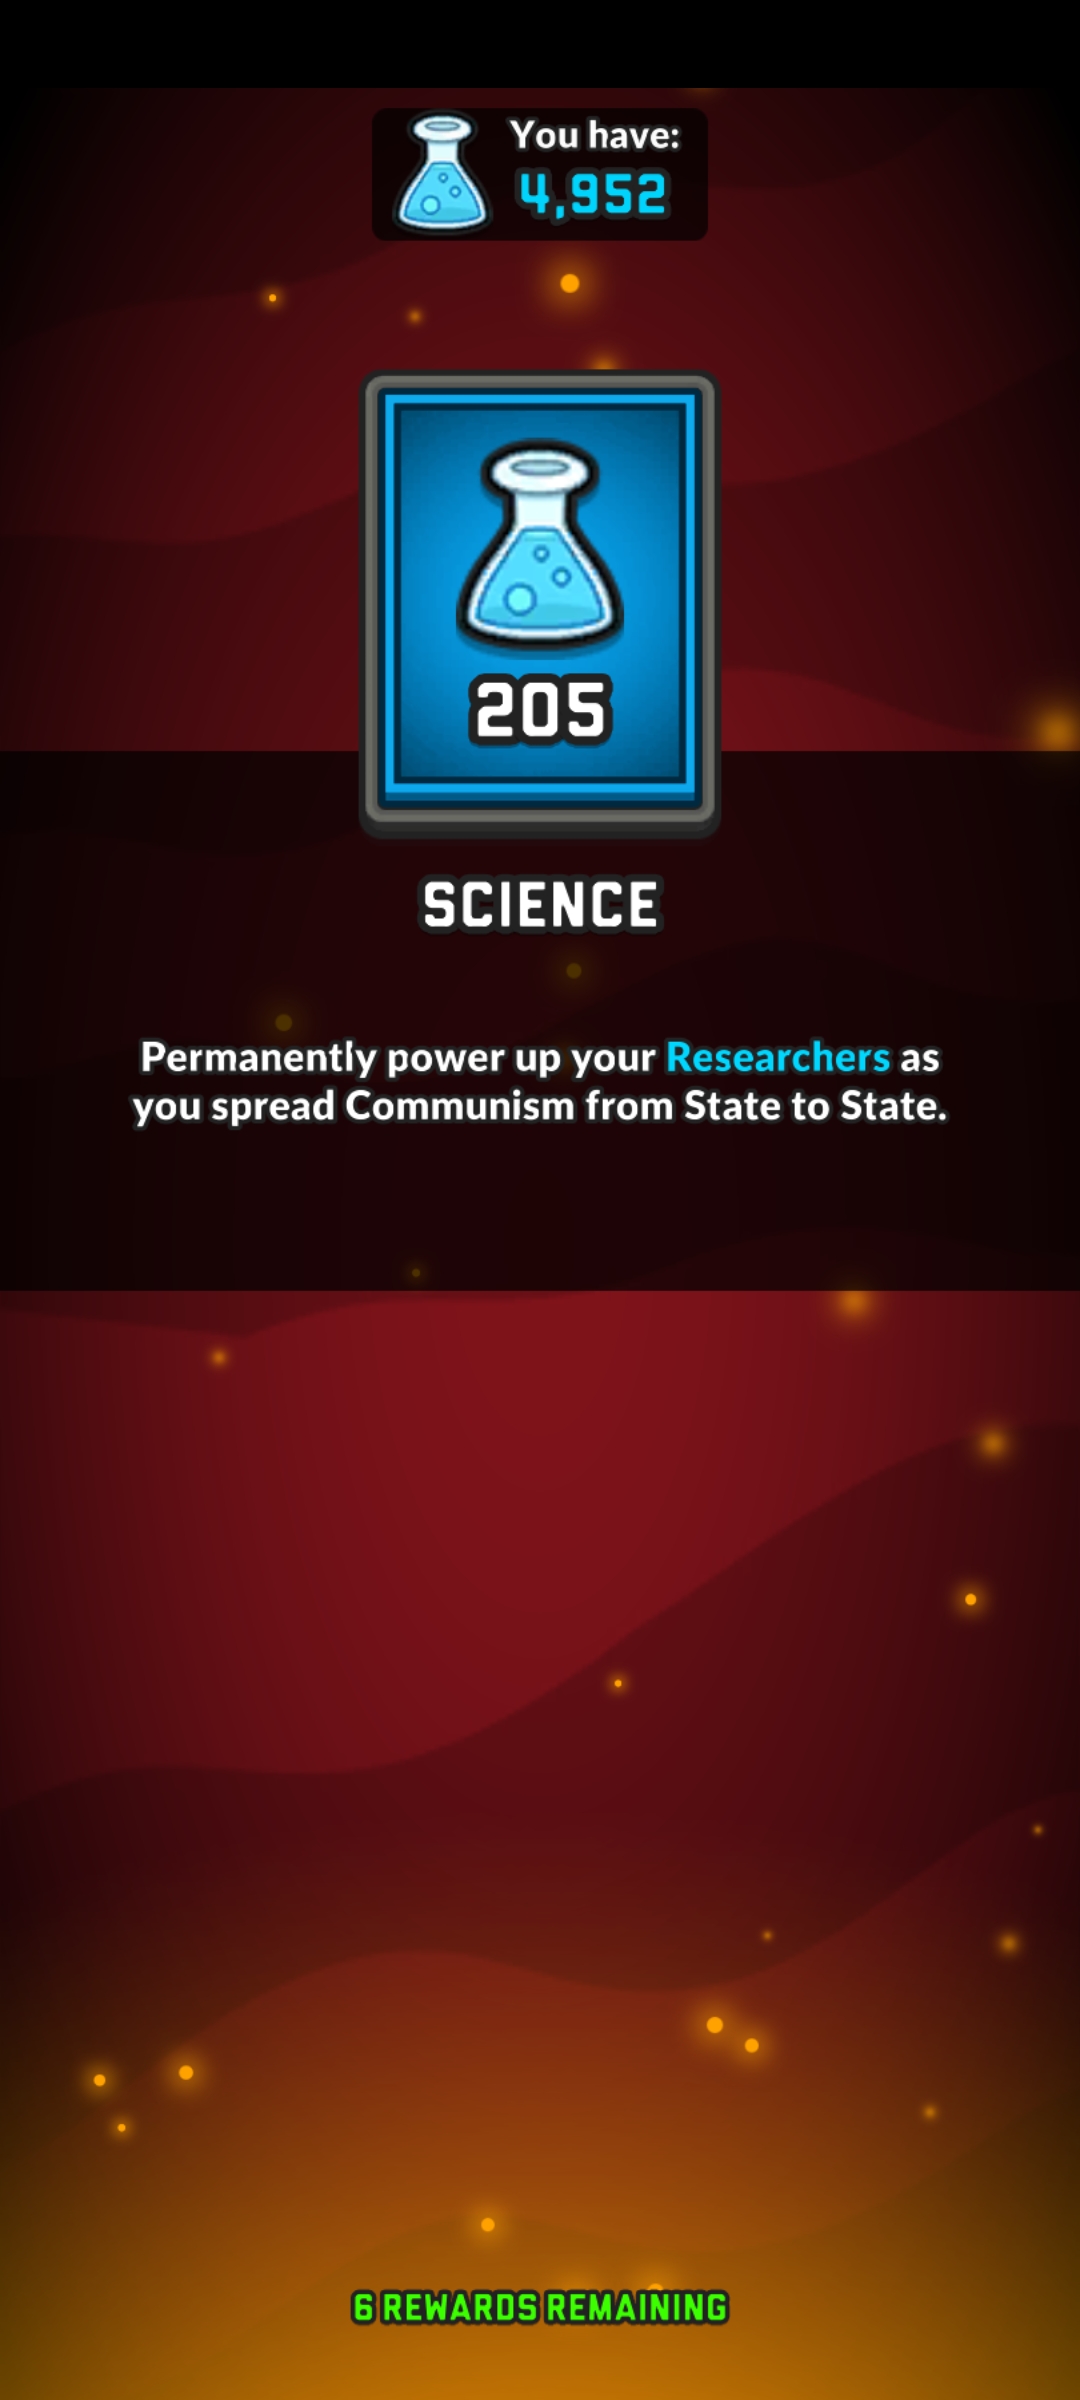 You have:
4,952
205
SCIENCE
Permanently power up your Researchers as
you spread Communism from State to State.
6 REWARDS REMAINING